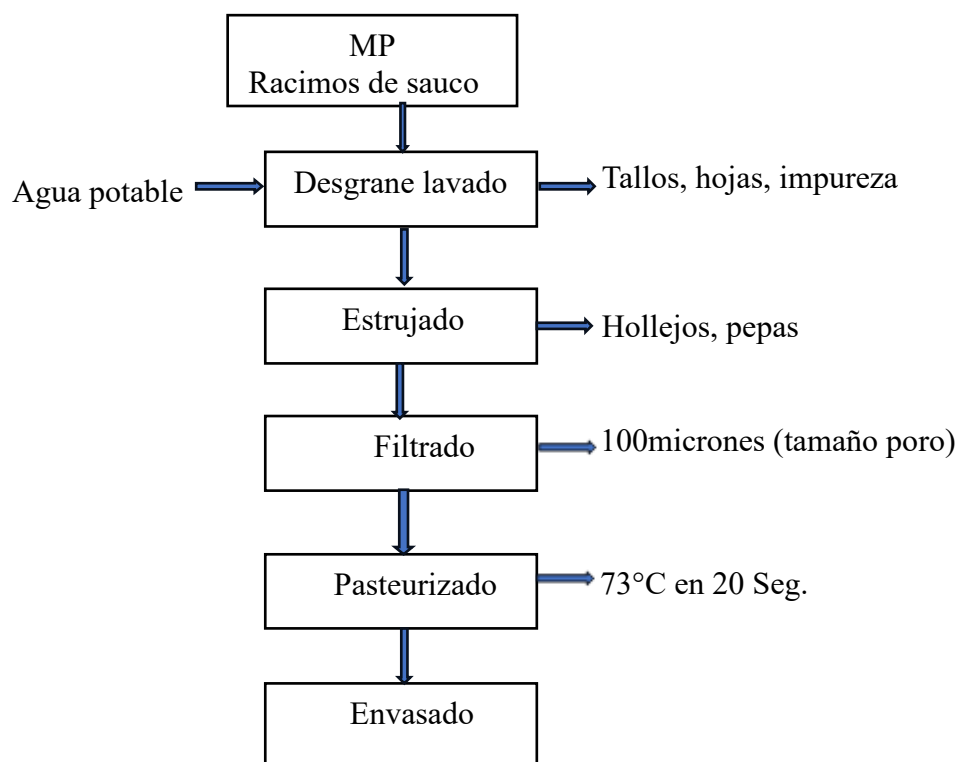 MP
Racimos de sauco
Agua potable
Desgrane lavado
Tallos, hojas, impureza
Estrujado
Hollejos, pepas
Filtrado
100micrones (tamaño poro)
Pasteurizado
73°C en 20 Seg.
Envasado